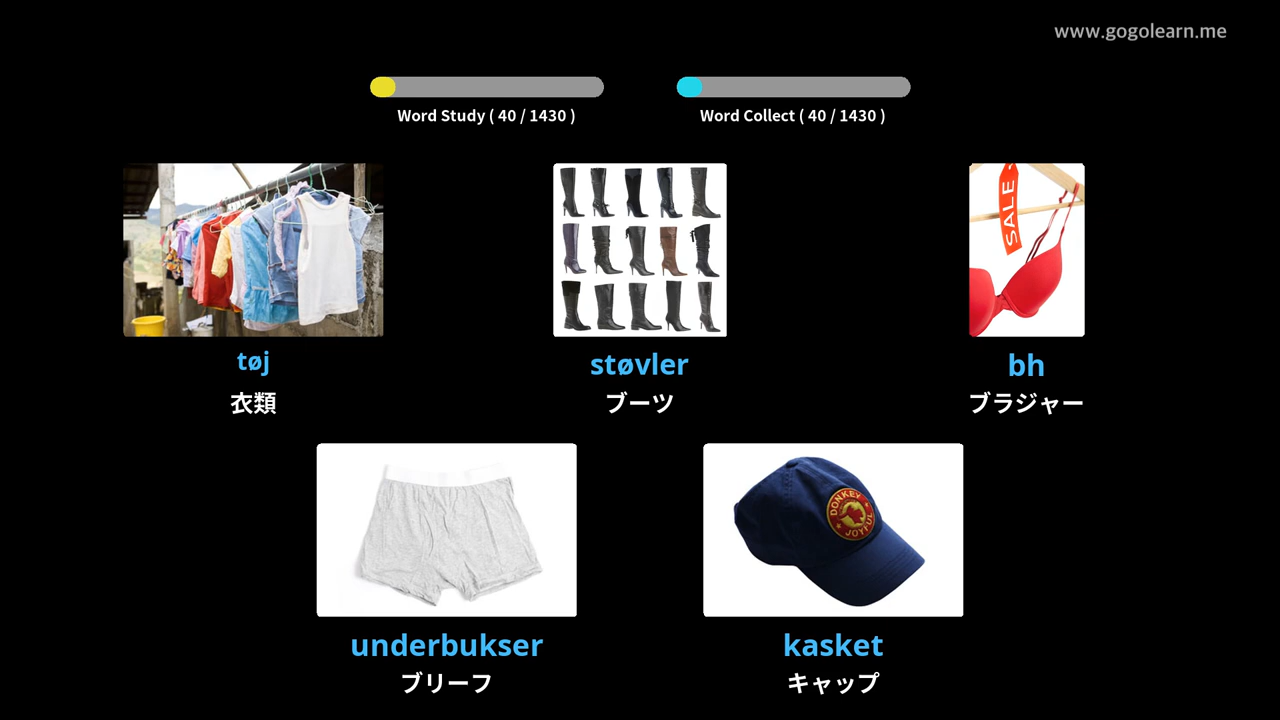 www.gogolearn.me
Word Study ( 40 / 1430 )
Word Collect ( 40 / 1430 )
SALE
tøj
衣類
støvler
ブーツ
bh
ブラジャー
DONKEY
JOYFUL
underbukser
ブリーフ
kasket
キャップ